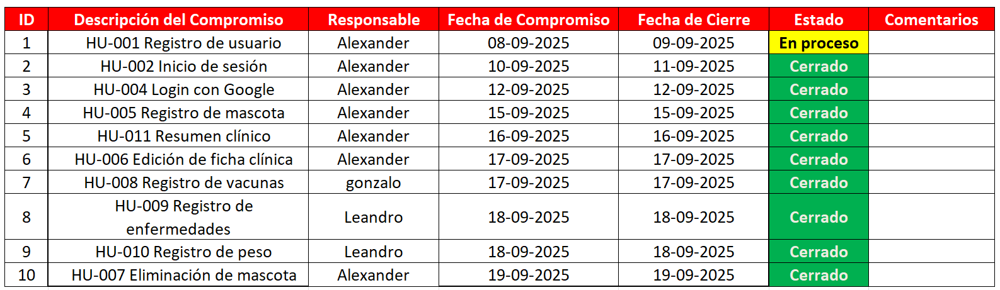 ID Descripción del Compromiso Responsable Fecha de Compromiso Fecha de Cierre Estado Comentarios
1 HU-001 Registro de usuario Alexander 08-09-2025 09-09-2025 En proceso
2 HU-002 Inicio de sesión Alexander 10-09-2025 11-09-2025 Cerrado
3 HU-004 Login con Google Alexander 12-09-2025 12-09-2025 Cerrado
4 HU-005 Registro de mascota Alexander 15-09-2025 15-09-2025 Cerrado
5 HU-011 Resumen clínico Alexander 16-09-2025 16-09-2025 Cerrado
6 HU-006 Edición de ficha clínica Alexander 17-09-2025 17-09-2025 Cerrado
7 HU-008 Registro de vacunas gonzalo 17-09-2025 17-09-2025 Cerrado
8 HU-009 Registro de
enfermedades Leandro 18-09-2025 18-09-2025 Cerrado
9 HU-010 Registro de peso Leandro 18-09-2025 18-09-2025 Cerrado
10 HU-007 Eliminación de mascota Alexander 19-09-2025 19-09-2025 Cerrado